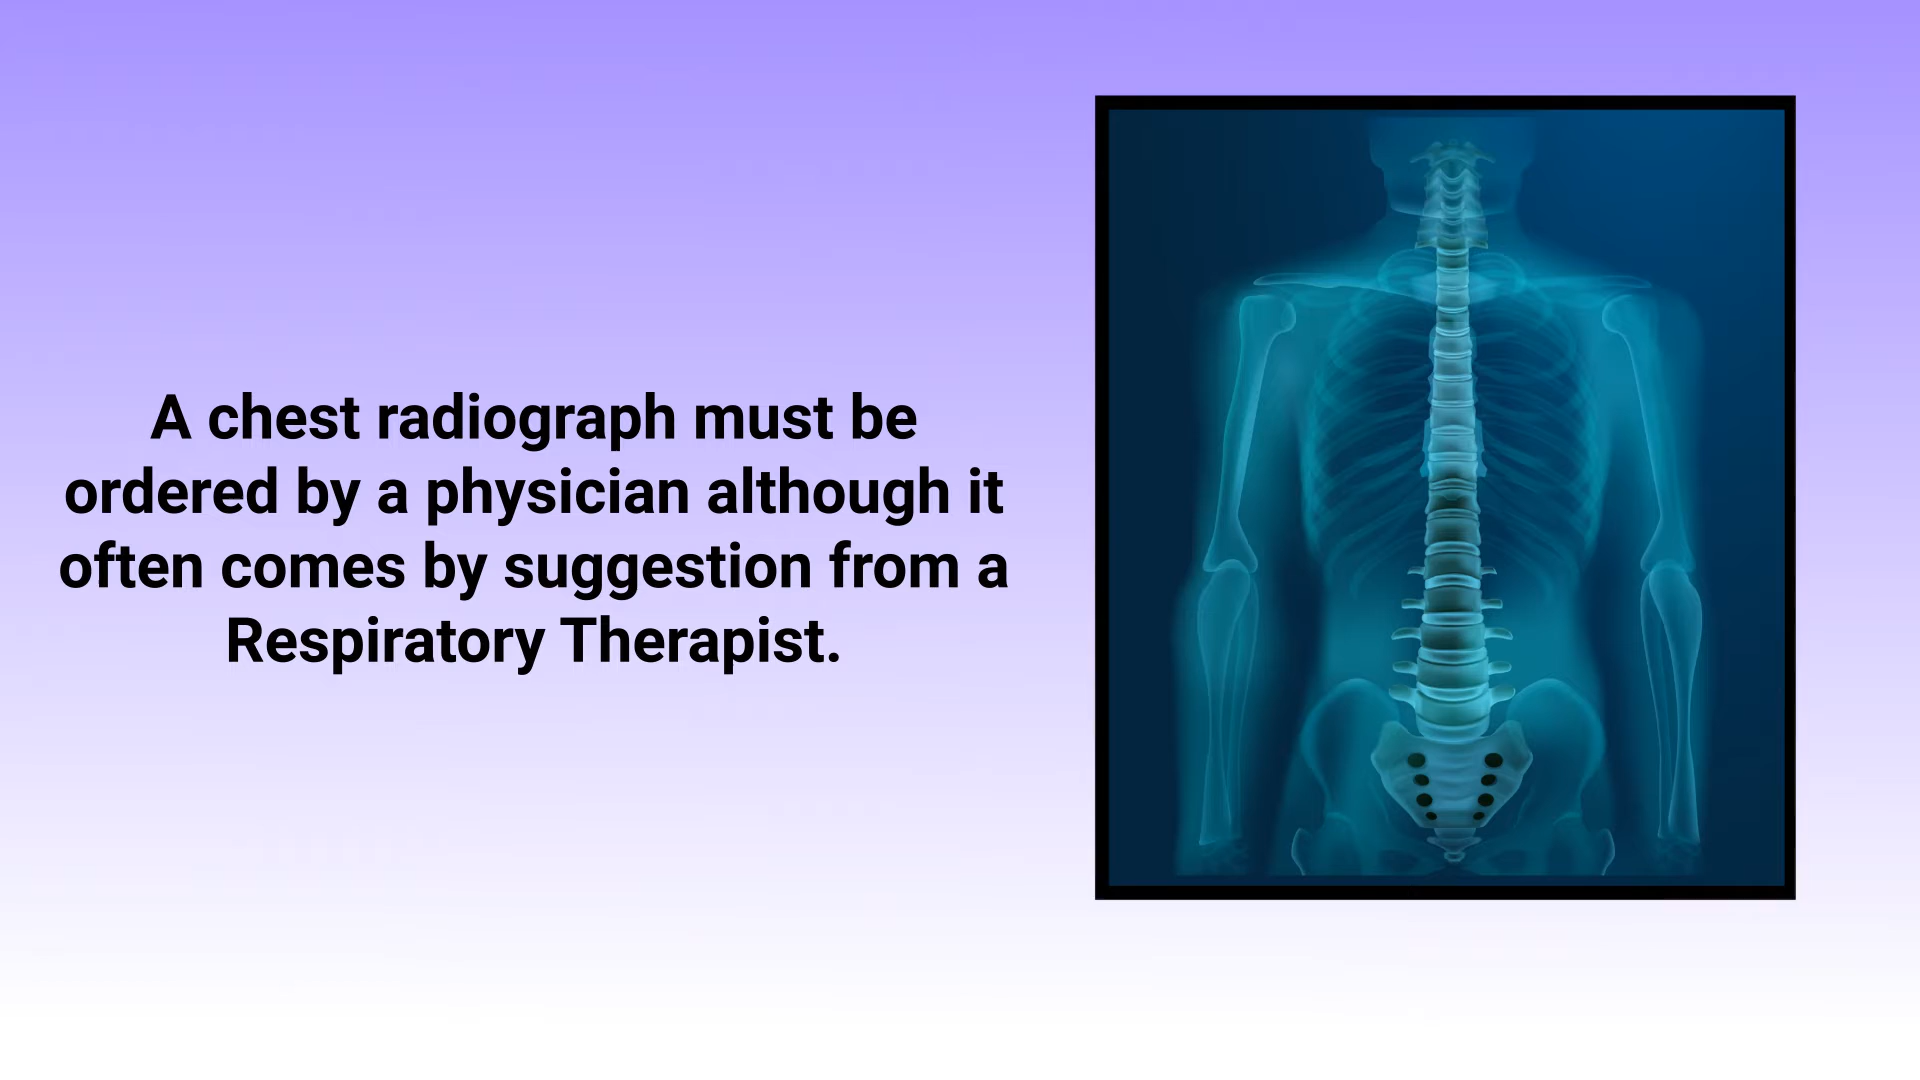 A chest radiograph must be
ordered by a physician although it
often comes by suggestion from a
Respiratory Therapist.